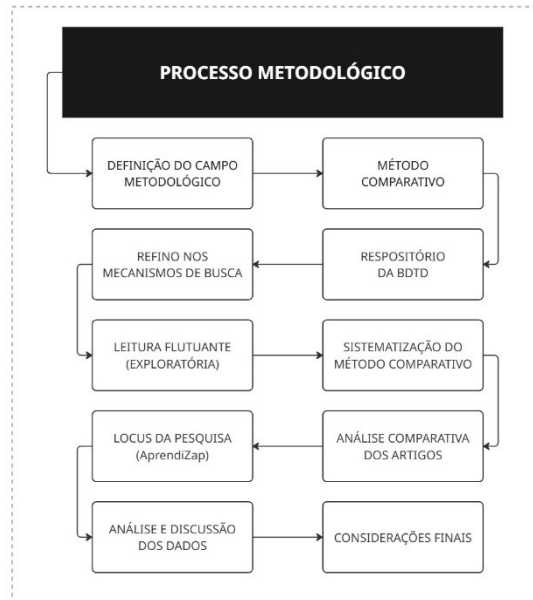 PROCESSO METODOLÓGICO
DEFINIÇÃO DO CAMPO
METODOLÓGICO
MÉTODO
COMPARATIVO
RESPOSITÓRIO
DA BDTD
REFINO NOS
MECANISMOS DE BUSCA
LEITURA FLUTUANTE
(EXPLORATÓRIA)
SISTEMATIZAÇÃO DO
MÉTODO COMPARATIVO
ANÁLISE COMPARATIVA
DOS ARTIGOS
LOCUS DA PESQUISA
(AprendiZap)
ANÁLISE E DISCUSSÃO
DOS DADOS
CONSIDERAÇÕES FINAIS